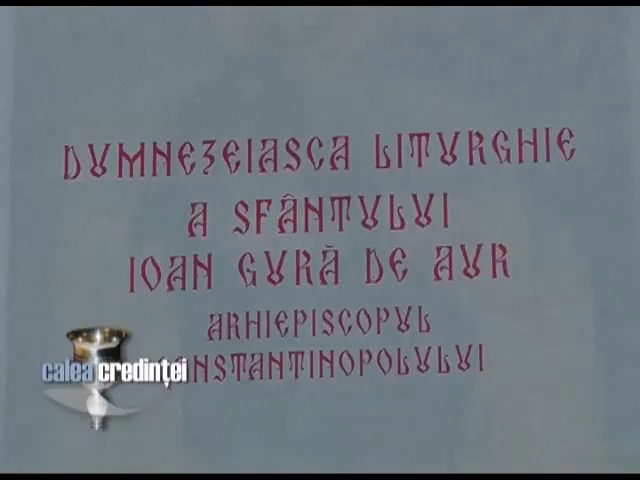 DUMNEZEIASCA LITURGHIE
A SFÂNTULUI
IOAN GURĂ DE AUR
ARHIEPISCOPUL
CONSTANTINOPOLULUI
calea credinței